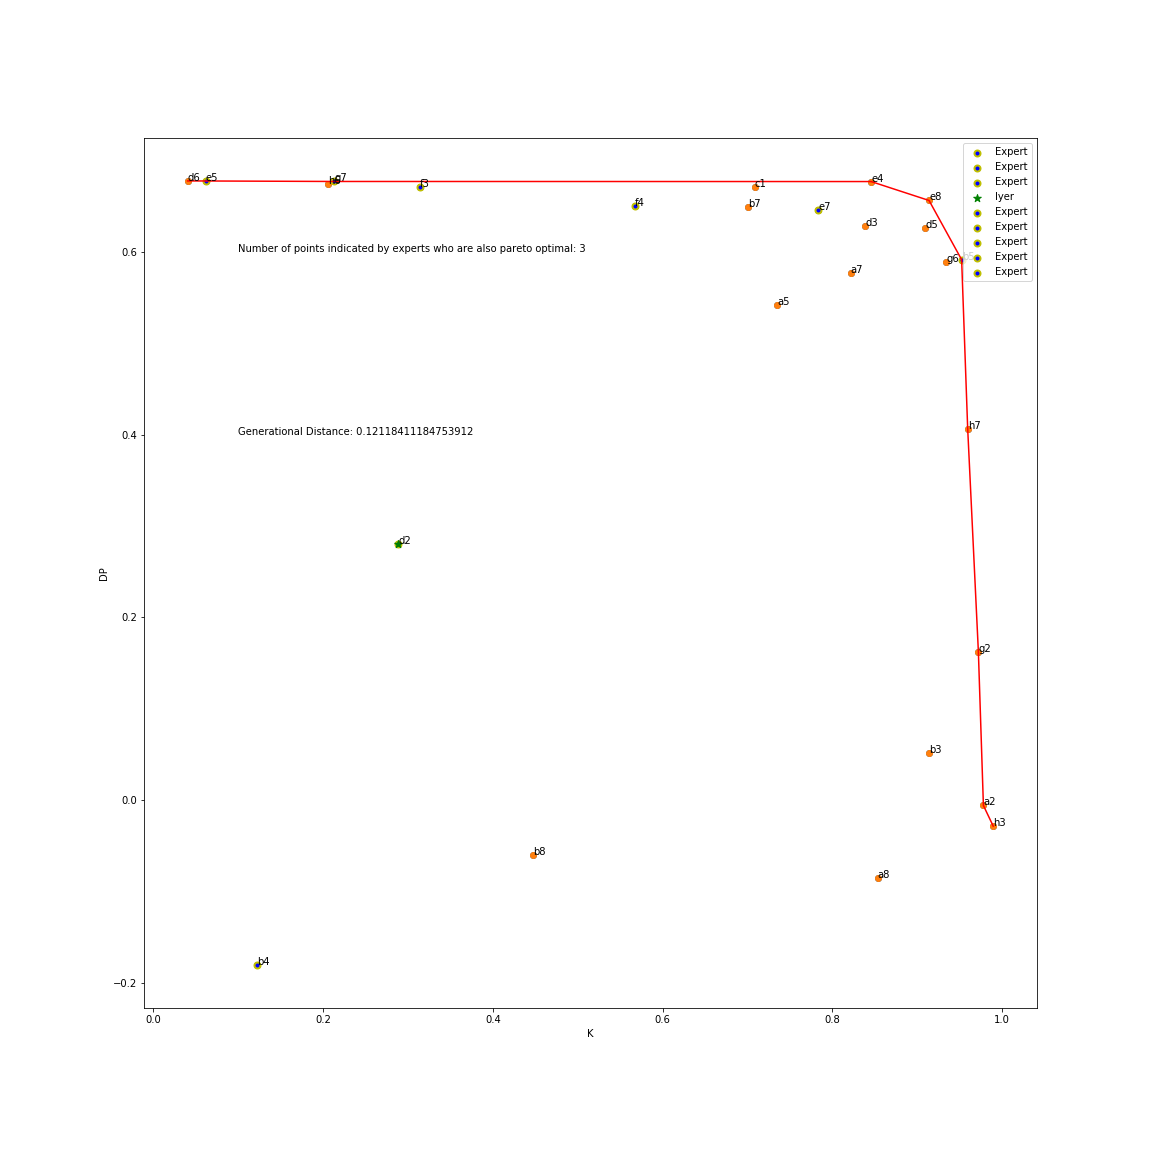 d6
e5
g7
f3
c1
e4
e8
f4
b7
e7
d3
d5
g6
a7
a5
Expert
Expert
Expert
Iyer
Expert
Expert
Expert
Expert
Expert
Number of points indicated by experts who are also pareto optimal: 3
Generational Distance: 0.12118411184753912
h7
d2
g2
b3
a2
h3
b8
a8
b4
0.6
0.4
0.2
0.0
−0.2
DP
0.0
0.2
0.4
0.6
0.8
1.0
K